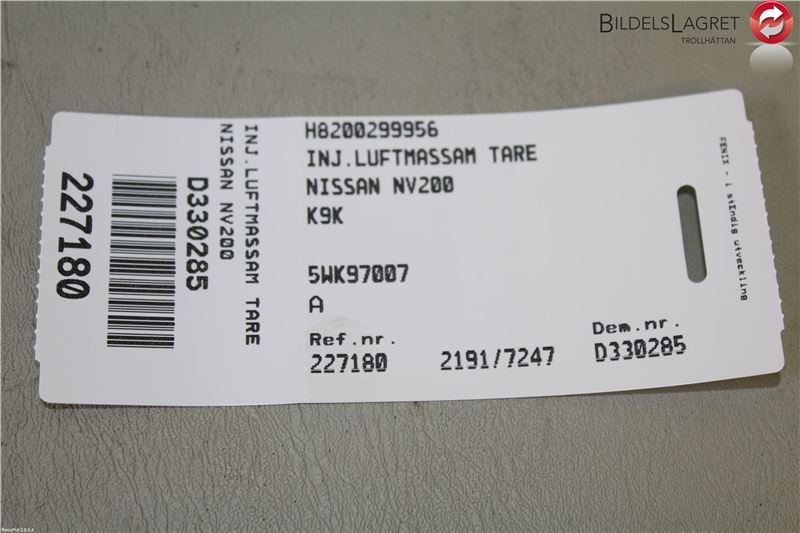 BILDELSLAGRET
TROLLHÄTTAN
H8200299956
INJ.LUFTMASSAM TARE
NISSAN NV200
K9K
5WK97007
A
Ref.nr.
227180
2191/7247
Dem.nr.
D330285
FENIX - i stEndig utveckling
INJ.LUFTMASSAM TARE
NISSAN NV200
D330285
227180